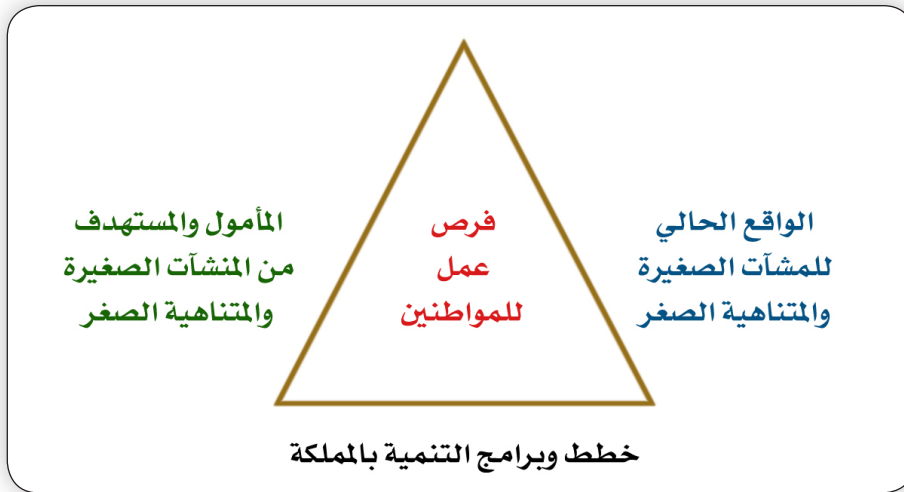 الواقع الحالي
للمشآت الصغيرة
والمتناهية الصغر
فرص
عمل
للمواطنين
المأمول والمستهدف
من المنشآت الصغيرة
والمتناهية الصغر
خطط وبرامج التنمية بالمملكة